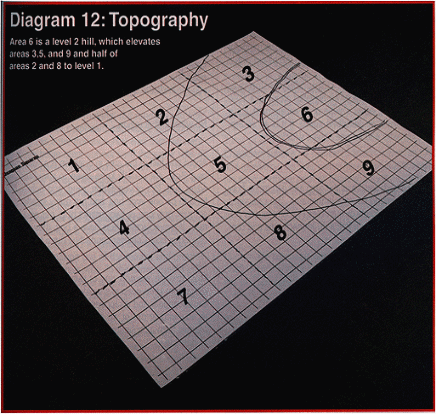 Diagram 12: Topography
Area 6 is a level 2 hill, which elevates
areas 3,5, and 9 and half of
areas 2 and 8 to level 1.
3
2
6
1
5
9
4
8
7